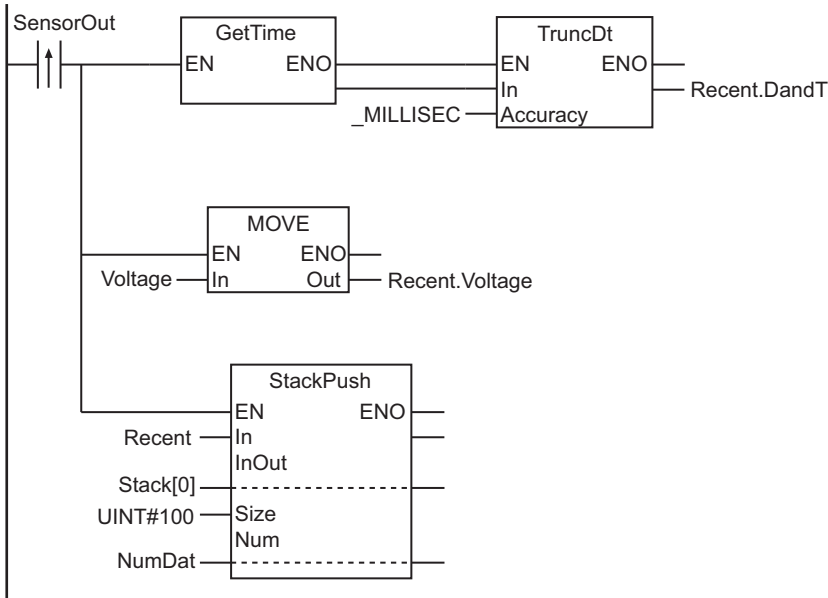 SensorOut
GetTime
EN ENO
TruncDt
EN ENO
In
Recent.DandT
_MILLISEC
Accuracy
MOVE
EN ENO
Voltage
In Out
Recent.Voltage
StackPush
EN ENO
Recent
In
InOut
Stack[0]
UINT#100
Size
Num
NumDat